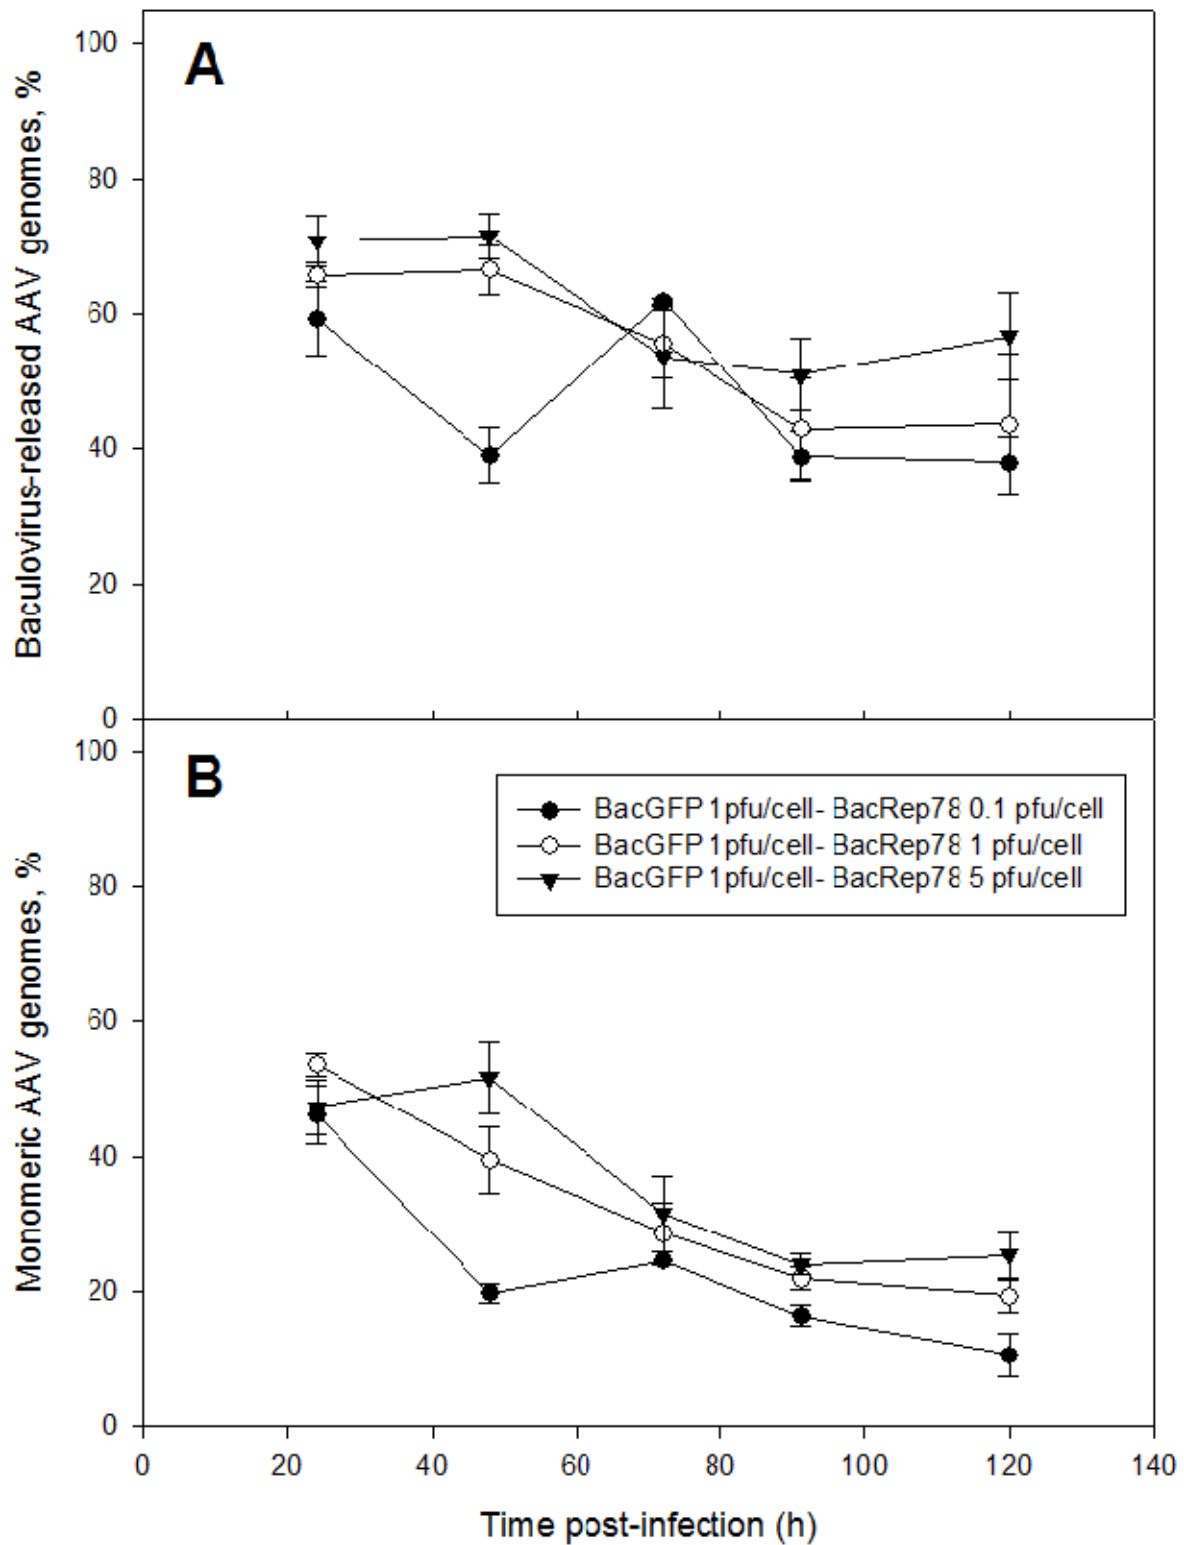 A
Baculovirus-released AAV genomes, %
100
80
60
40
20
0
B
Monomeric AAV genomes, %
100
80
60
40
20
0
BacGFP 1pfu/cell- BacRep78 0.1 pfu/cell
BacGFP 1pfu/cell- BacRep78 1 pfu/cell
BacGFP 1pfu/cell- BacRep78 5 pfu/cell
0 20 40 60 80 100 120 140
Time post-infection (h)